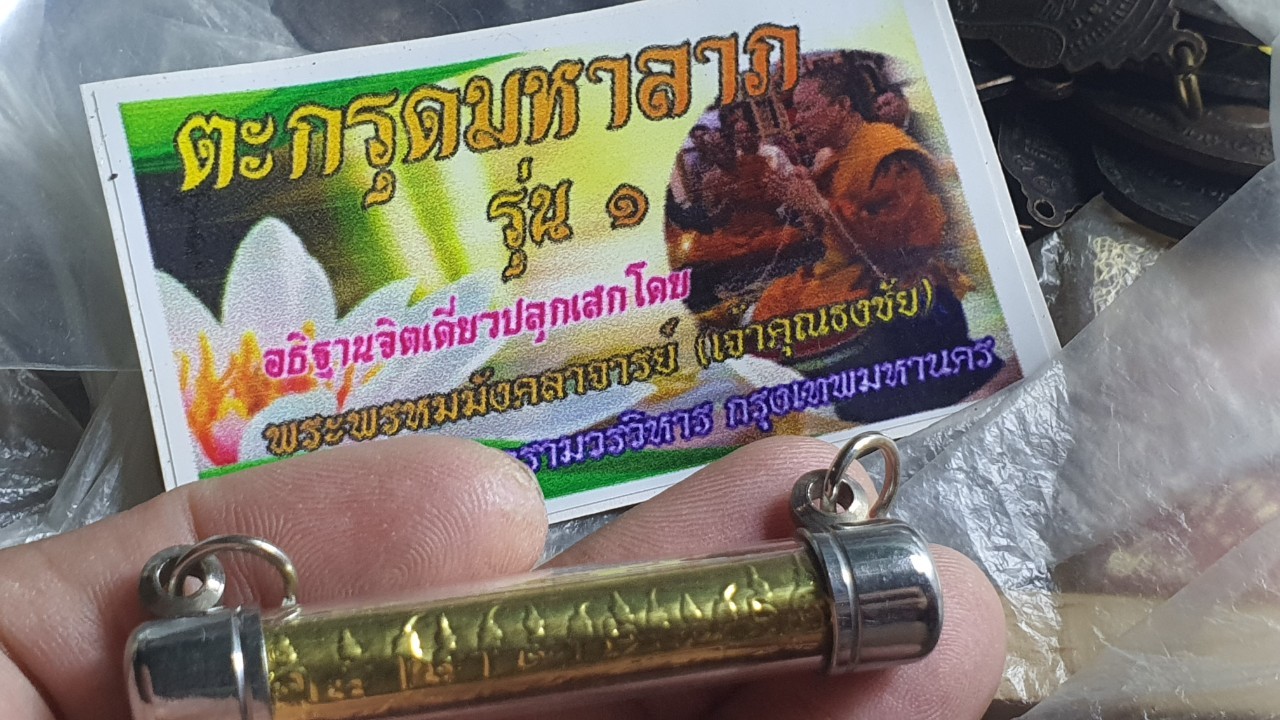 ตะกรุดมหาลาภ
รุ่น ๑
อธิฐานจิตเดี่ยวปลุกเสกโดย
พระพรหมมังคลาจารย์ (เจ้าคุณธงชัย)
รามวรวิหาร กรุงเทพมหานคร